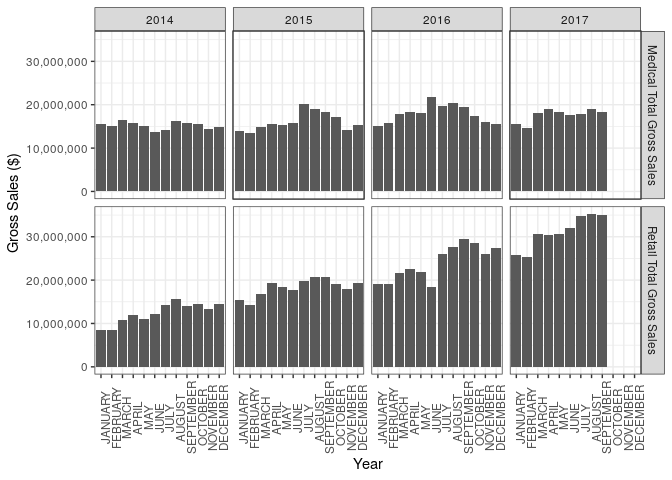 2014 2015 2016 2017
Gross Sales ($)
30,000,000
20,000,000
10,000,000
0
Medical Total Gross Sales
30,000,000
20,000,000
10,000,000
0
Retail Total Gross Sales
JANUARY FEBRUARY MARCH APRIL MAY JUNE JULY AUGUST SEPTEMBER OCTOBER NOVEMBER DECEMBER
JANUARY FEBRUARY MARCH APRIL MAY JUNE JULY AUGUST SEPTEMBER OCTOBER NOVEMBER DECEMBER
JANUARY FEBRUARY MARCH APRIL MAY JUNE JULY AUGUST SEPTEMBER OCTOBER NOVEMBER DECEMBER
JANUARY FEBRUARY MARCH APRIL MAY JUNE JULY AUGUST SEPTEMBER OCTOBER NOVEMBER DECEMBER
Year